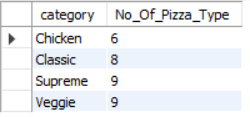 category No_Of_Pizza_Type
Chicken 6
Classic 8
Supreme 9
Veggie 9